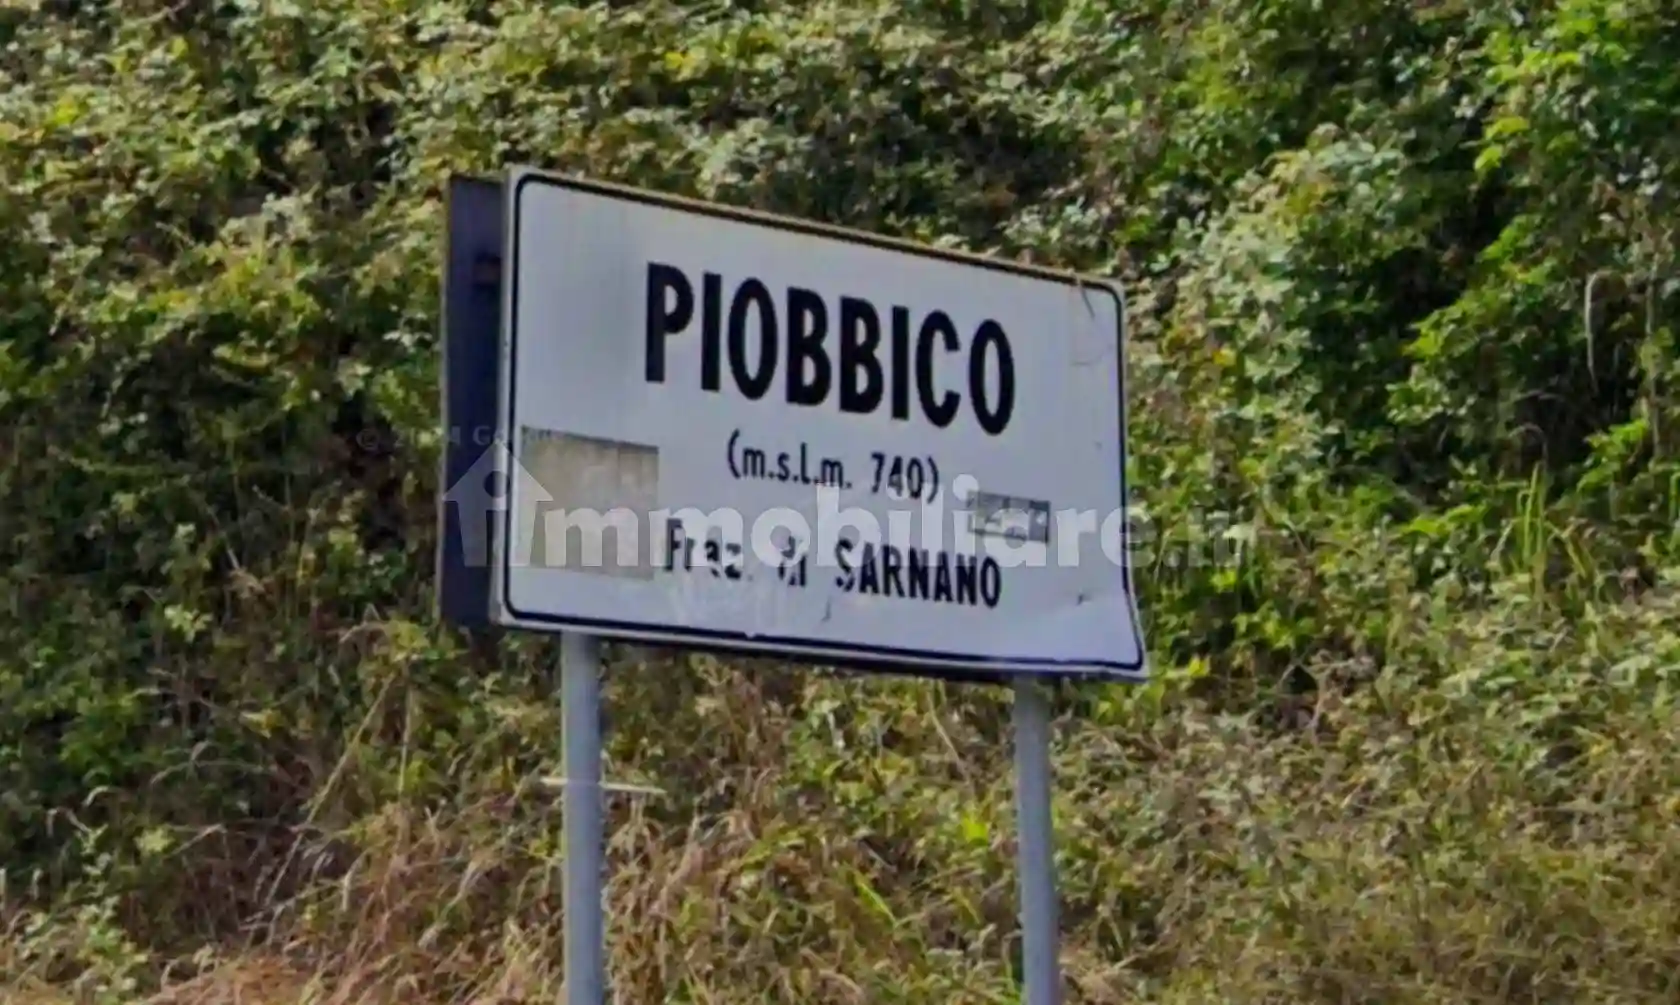 PIOBBICO
(m.s.l.m. 740)
Fraz. di SARNANO
immobiliare.it